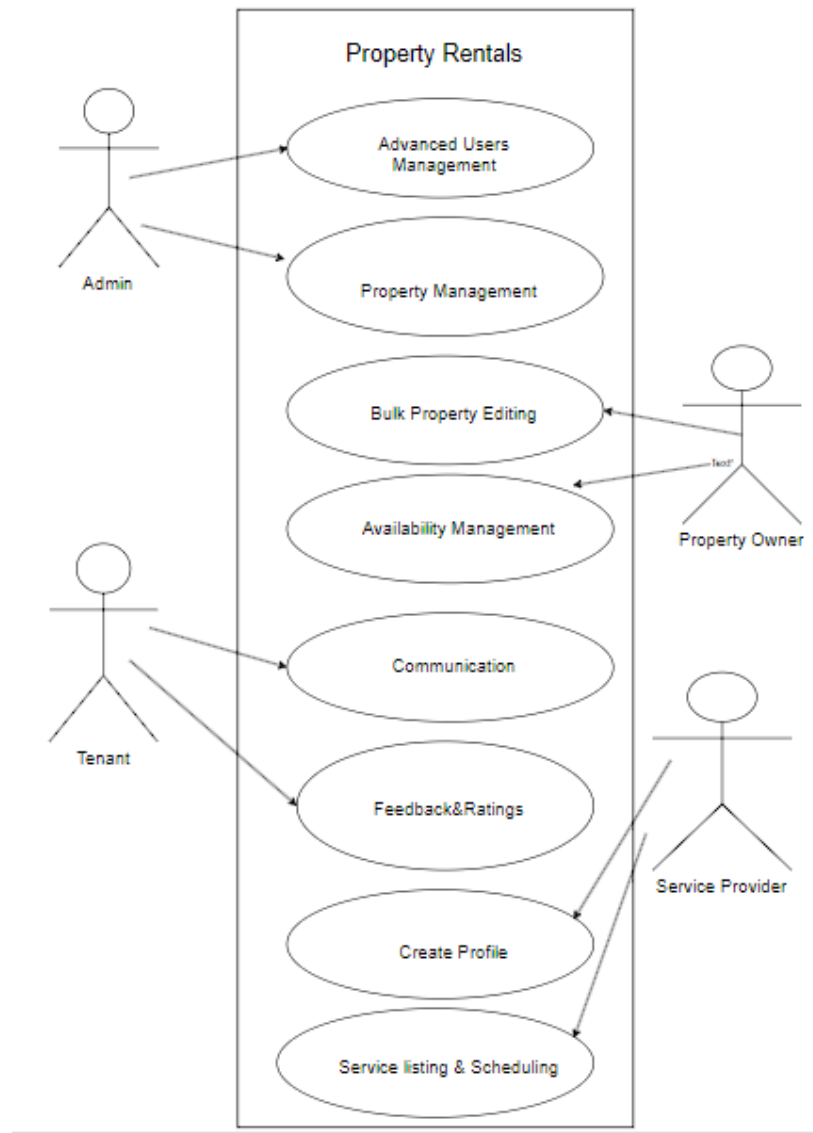 Property Rentals
Advanced Users
Management
Admin
Property Management
Bulk Property Editing
Availability Management
Property Owner
Communication
Tenant
Feedback&Ratings
Service Provider
Create Profile
Service listing & Scheduling